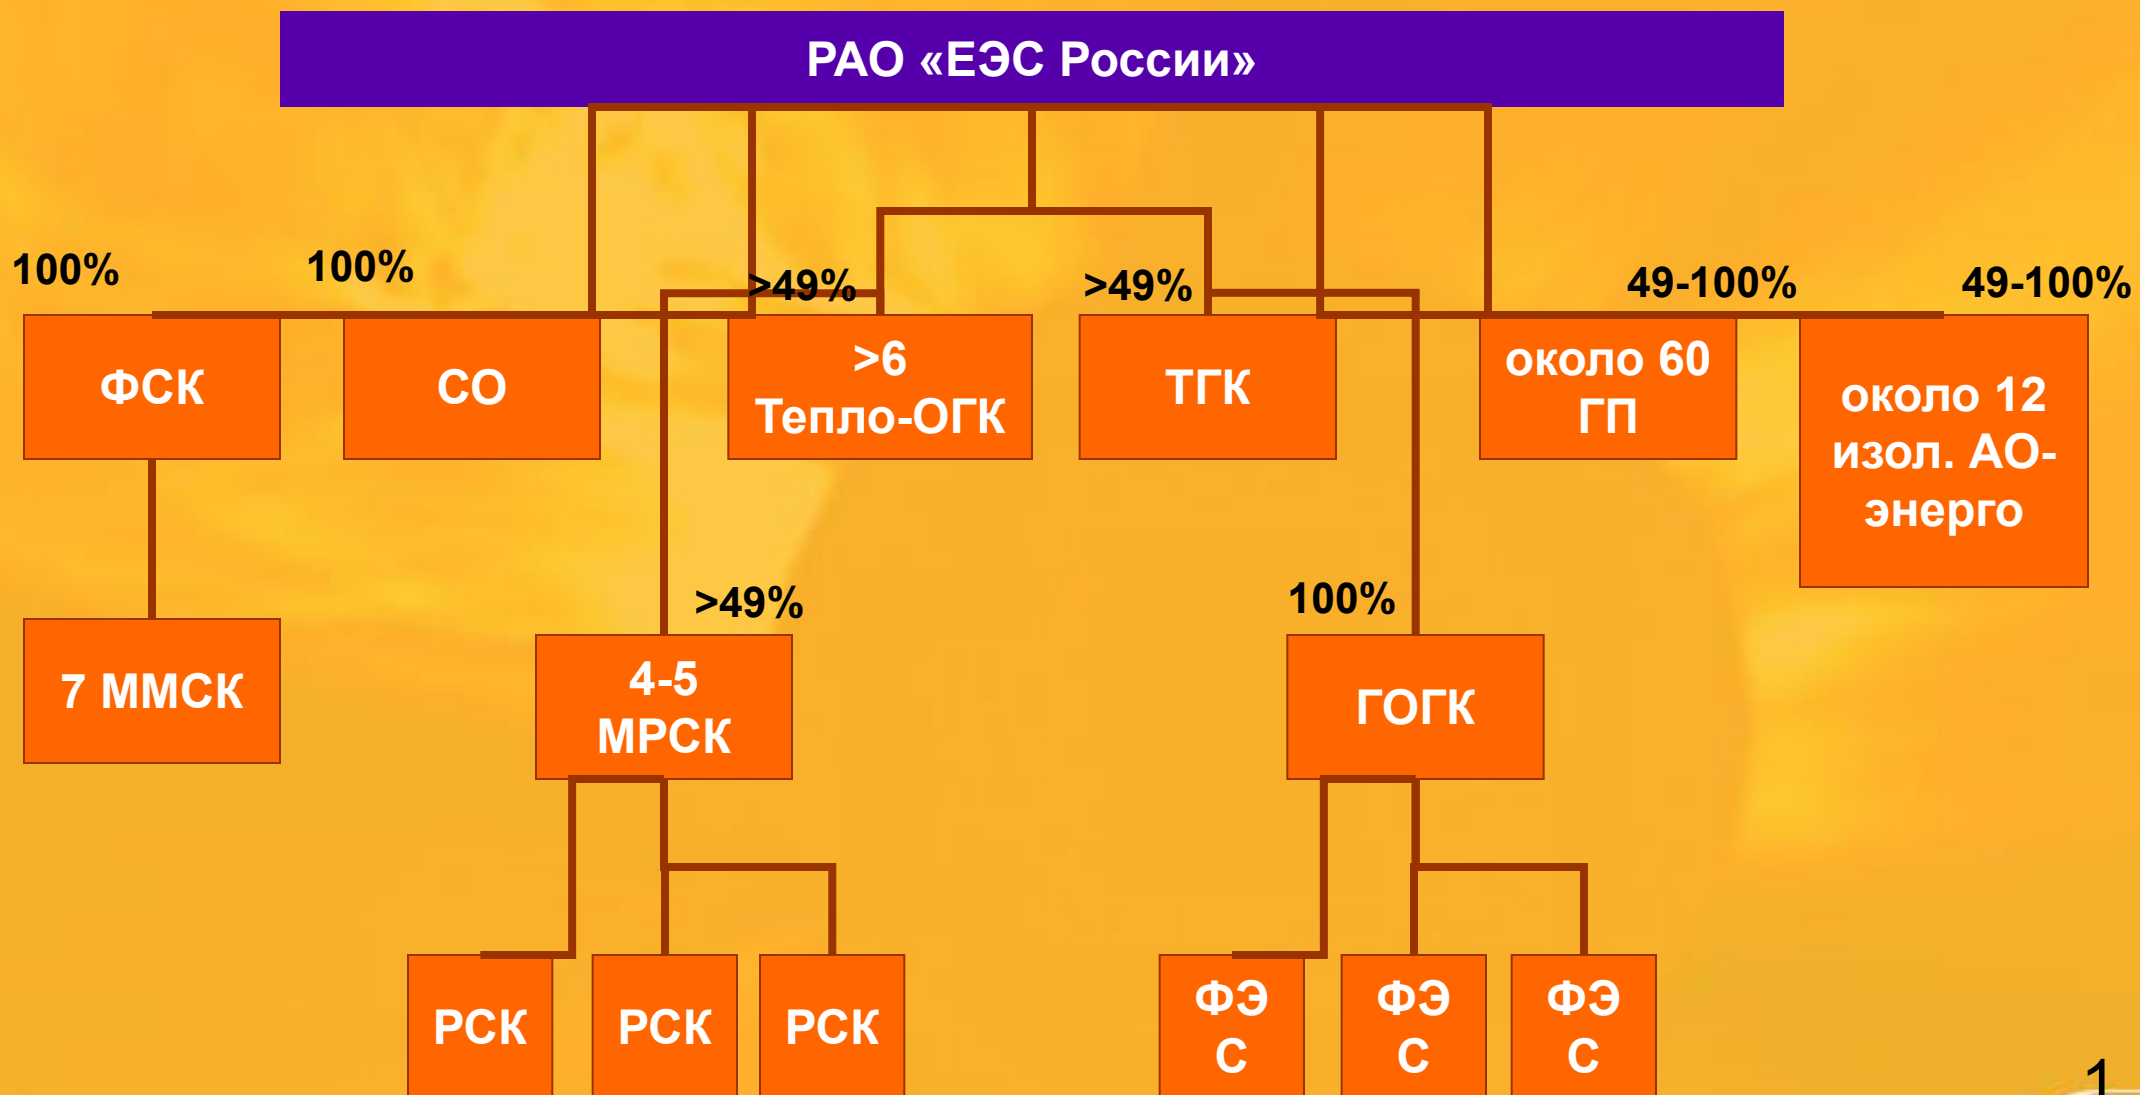 РАО «ЕЭС России»
100%
100%
>49%
>49%
49-100%
49-100%
ФСК
СО
>6
Тепло-ОГК
ТГК
около 60
ГП
около 12
изол. АО-
энерго
>49%
100%
7 ММСК
4-5
МРСК
ГОГК
РСК
РСК
РСК
ФЭ
С
ФЭ
С
ФЭ
С
1